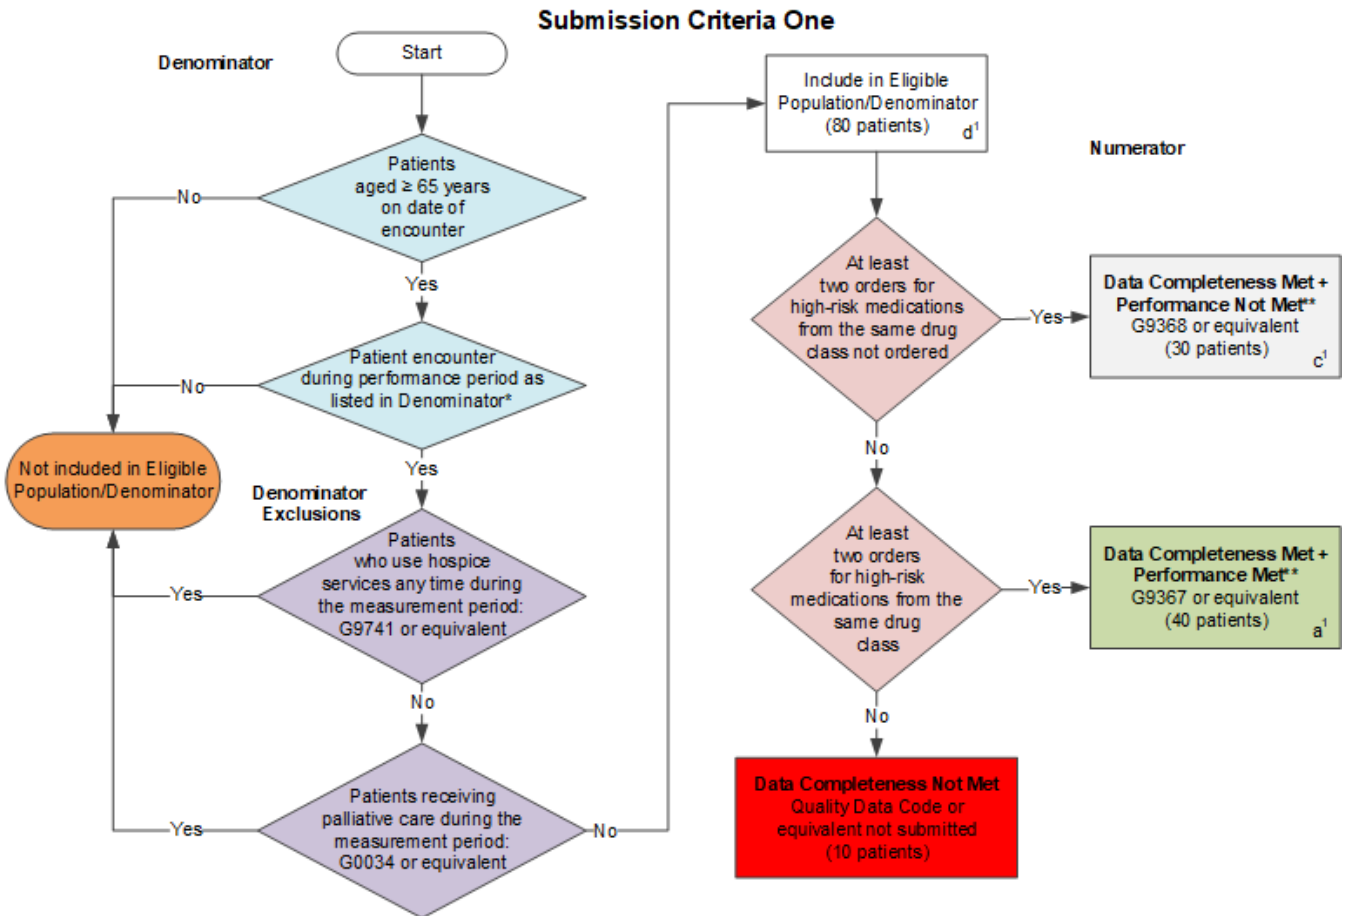 Submission Criteria One
Denominator
Start
Patients
aged ≥ 65 years
on date of
encounter
No
Yes
Patient encounter
during performance period as
listed in Denominator*
No
Yes
Not included in Eligible
Population/Denominator
Denominator
Exclusions
Patients
who use hospice
services any time during
the measurement period:
G9741 or equivalent
Yes
No
Patients receiving
palliative care during the
measurement period:
G0034 or equivalent
Yes
No
Include in Eligible
Population/Denominator
(80 patients) d¹
Numerator
At least
two orders for
high-risk medications
from the same drug
class not ordered
Yes
Data Completeness Met +
Performance Not Met**
G9368 or equivalent
(30 patients)
c¹
No
At least
two orders
for high-risk
medications from the
same drug
class
Yes
Data Completeness Met +
Performance Met**
G9367 or equivalent
(40 patients)
a¹
No
Data Completeness Not Met
Quality Data Code or
equivalent not submitted
(10 patients)